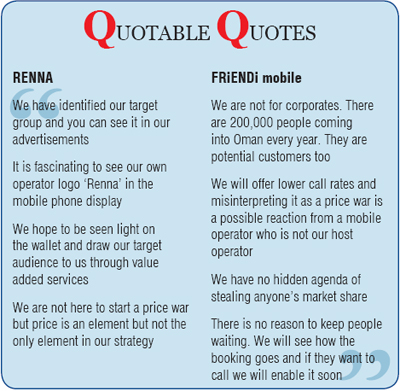 QUOTABLE QUOTES
RENNA
We have identified our target
group and you can see it in our
advertisements
It is fascinating to see our own
operator logo ‘Renna’ in the
mobile phone display
We hope to be seen light on
the wallet and draw our target
audience to us through value
added services
We are not here to start a price war
but price is an element but not the
only element in our strategy
FRiENDi mobile
We are not for corporates. There
are 200,000 people coming
into Oman every year. They are
potential customers too
We will offer lower call rates and
misinterpreting it as a price war is
a possible reaction from a mobile
operator who is not our host
operator
We have no hidden agenda of
stealing anyone’s market share
There is no reason to keep people
waiting. We will see how the
booking goes and if they want to
call we will enable it soon